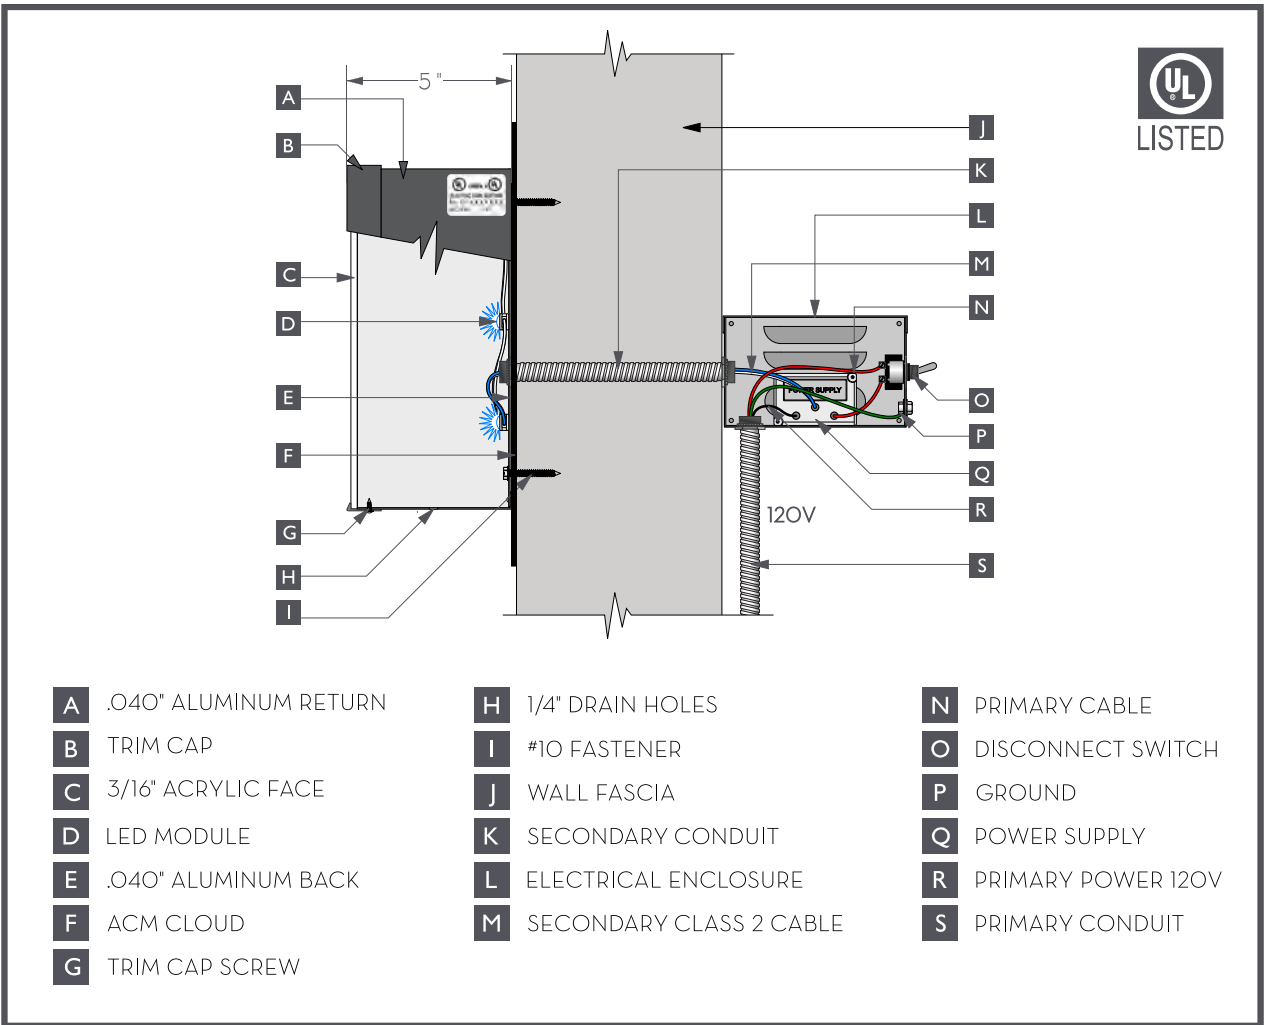 5"
UL
®
LISTED
A
B
C
D
E
F
G
H
I
J
K
L
M
N
O
P
Q
R
S
POWER SUPPLY
120V
A .040" ALUMINUM RETURN
B TRIM CAP
C 3/16" ACRYLIC FACE
D LED MODULE
E .040" ALUMINUM BACK
F ACM CLOUD
G TRIM CAP SCREW
H 1/4" DRAIN HOLES
I #10 FASTENER
J WALL FASCIA
K SECONDARY CONDUIT
L ELECTRICAL ENCLOSURE
M SECONDARY CLASS 2 CABLE
N PRIMARY CABLE
O DISCONNECT SWITCH
P GROUND
Q POWER SUPPLY
R PRIMARY POWER 120V
S PRIMARY CONDUIT